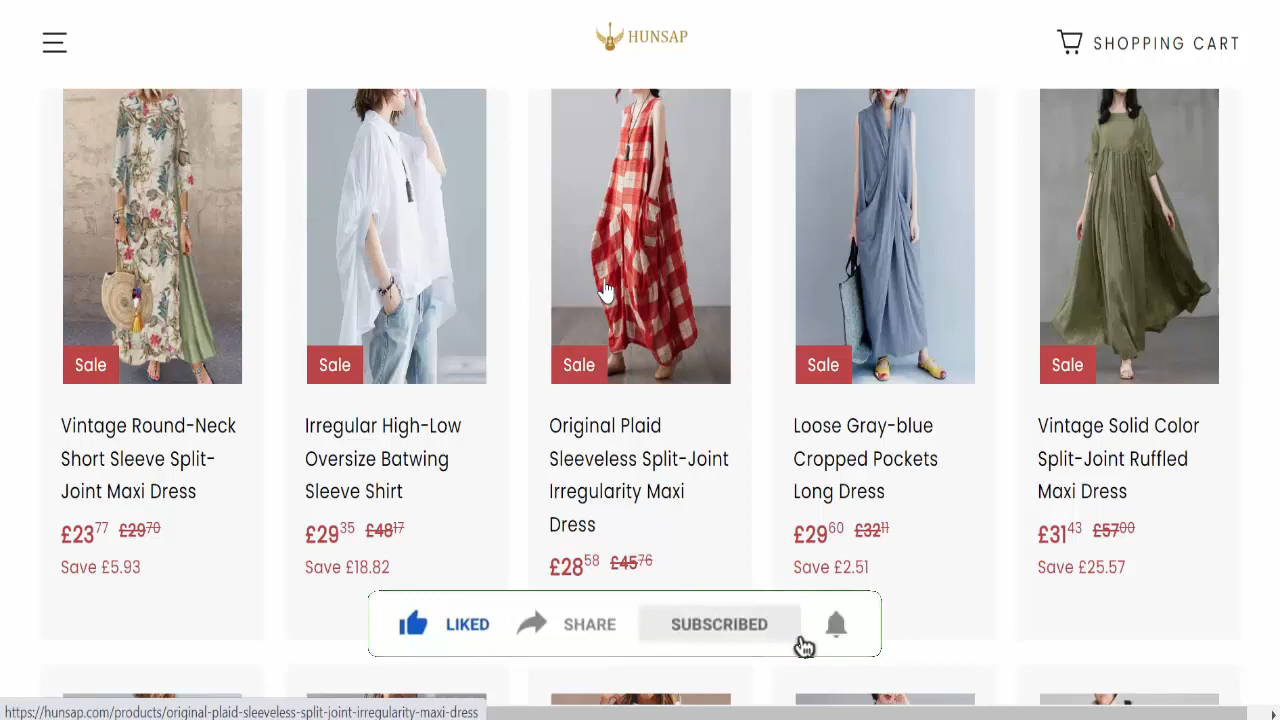 HUNSAP
SHOPPING CART
Sale
Sale
Sale
Sale
Sale
Vintage Round-Neck
Short Sleeve Split-
Joint Maxi Dress
£23 77 £29 70
Save £5.93
Irregular High-Low
Oversize Batwing
Sleeve Shirt
£29 35 £48 17
Save £18.82
Original Plaid
Sleeveless Split-Joint
Irregularity Maxi
Dress
£28 58 £45 76
Loose Gray-blue
Cropped Pockets
Long Dress
£29 60 £32 11
Save £2.51
Vintage Solid Color
Split-Joint Ruffled
Maxi Dress
£31 43 £57 00
Save £25.57
LIKED
SHARE
SUBSCRIBED
https://hunsap.com/products/original-plaid-sleeveless-split-joint-irregularity-maxi-dress